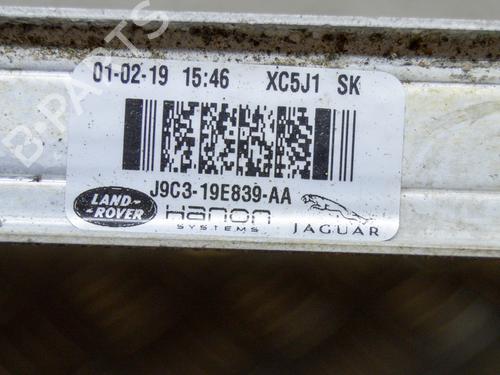 01-02-19 15:46 XC5J1 SK
J9C3-19E839-AA
LAND-
-ROVER
Hanon
SYSTEMS
JAGUAR
B-PARTS